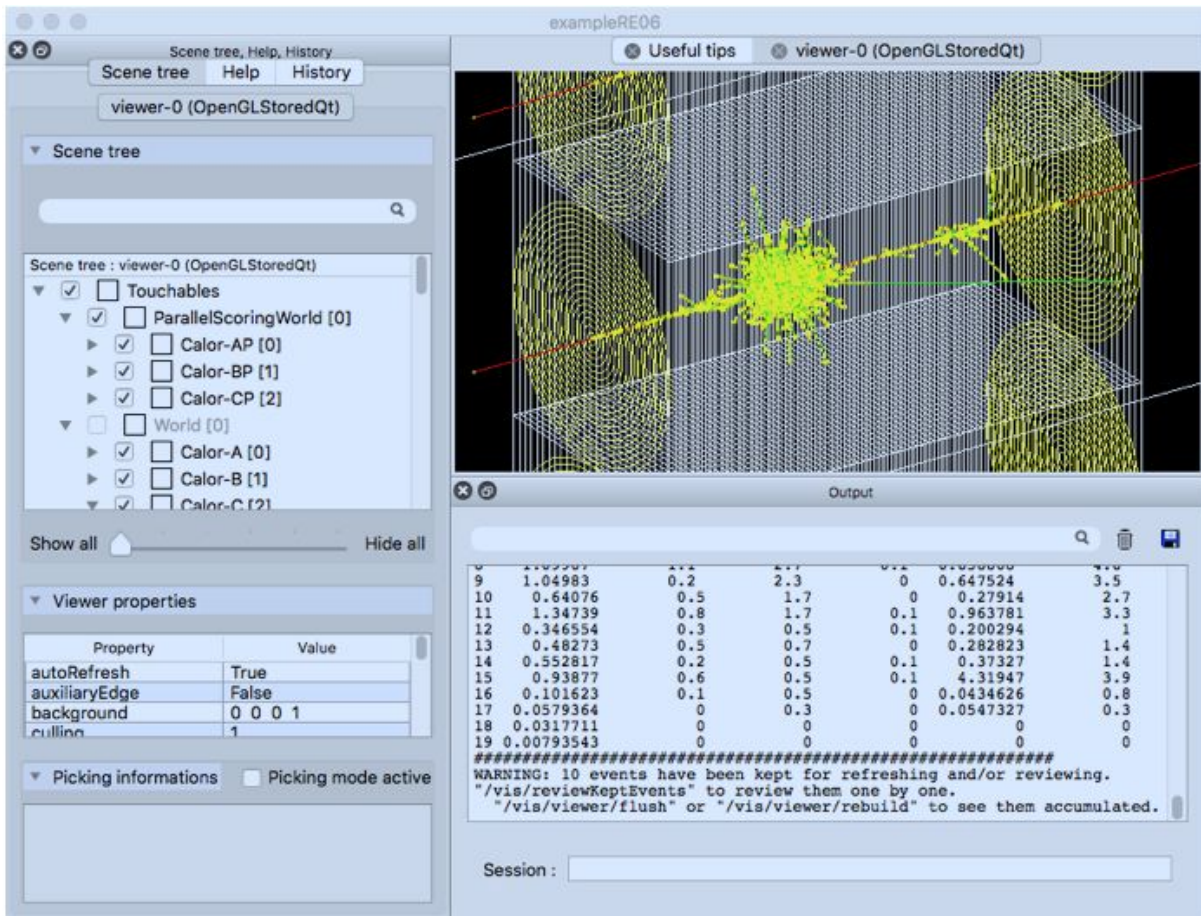 exampleRE06
Scene tree, Help, History
Scene tree Help History
viewer-0 (OpenGLStoredQt)
Scene tree
Scene tree : viewer-0 (OpenGLStoredQt)
Touchables
ParallelScoringWorld [0]
Calor-AP [0]
Calor-BP [1]
Calor-CP [2]
World [0]
Calor-A [0]
Calor-B [1]
Calor-C [2]
Show all Hide all
Viewer properties
Property Value
autoRefresh True
auxiliaryEdge False
background 0 0 0 1
culling 1
Picking informations Picking mode active
Useful tips viewer-0 (OpenGLStoredQt)
Output
9 1.04983 0.2 2.3 0 0.647524 3.5
10 0.64076 0.5 1.7 0 0.27914 2.7
11 1.34739 0.8 1.7 0.1 0.963781 3.3
12 0.346554 0.3 0.5 0.1 0.200294 1
13 0.48273 0.5 0.7 0 0.282823 1.4
14 0.552817 0.2 0.5 0.1 0.37327 1.4
15 0.93877 0.6 0.5 0.1 4.31947 3.9
16 0.101623 0.1 0.5 0 0.0434626 0.8
17 0.0579364 0 0.3 0 0.0547327 0.3
18 0.0317711 0 0 0 0 0
19 0.00793543 0 0 0 0 0
############################################################
WARNING: 10 events have been kept for refreshing and/or reviewing.
"/vis/reviewKeptEvents" to review them one by one.
"/vis/viewer/flush" or "/vis/viewer/rebuild" to see them accumulated.
Session :